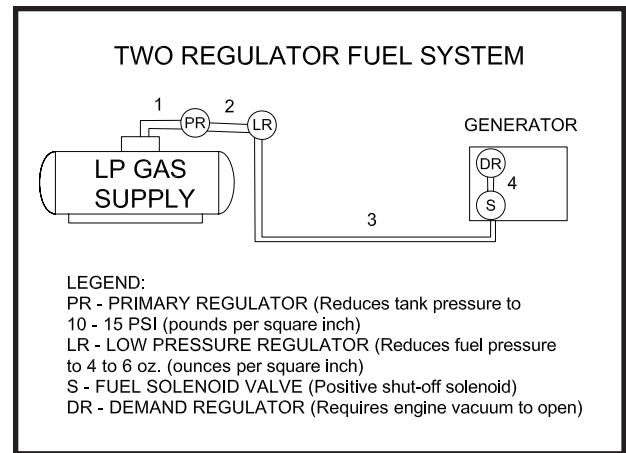 TWO REGULATOR FUEL SYSTEM
1
2
PR
LR
GENERATOR
LP GAS
SUPPLY
DR
4
S
3
LEGEND:
PR - PRIMARY REGULATOR (Reduces tank pressure to
10 - 15 PSI (pounds per square inch)
LR - LOW PRESSURE REGULATOR (Reduces fuel pressure
to 4 to 6 oz. (ounces per square inch)
S - FUEL SOLENOID VALVE (Positive shut-off solenoid)
DR - DEMAND REGULATOR (Requires engine vacuum to open)